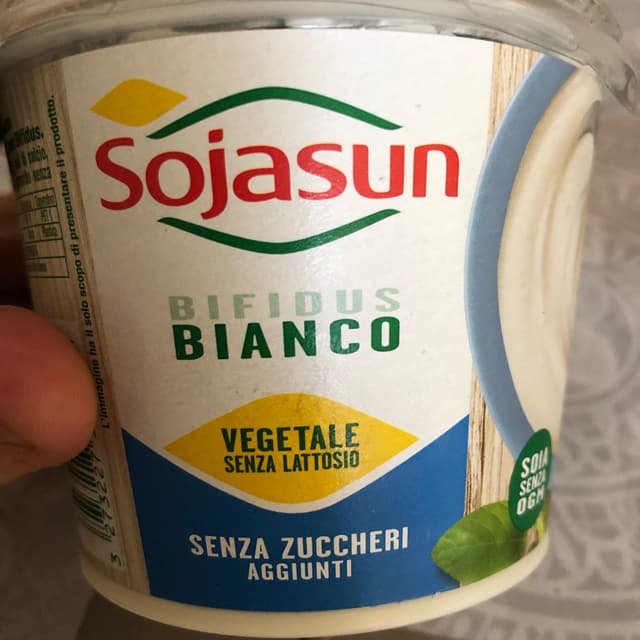 Sojasun
BIFIDUS
BIANCO
VEGETALE
SENZA LATTOSIO
SENZA ZUCCHERI
AGGIUNTI
SOIA
SENZA
OGM
L'immagine ha il solo scopo di presentare il prodotto.